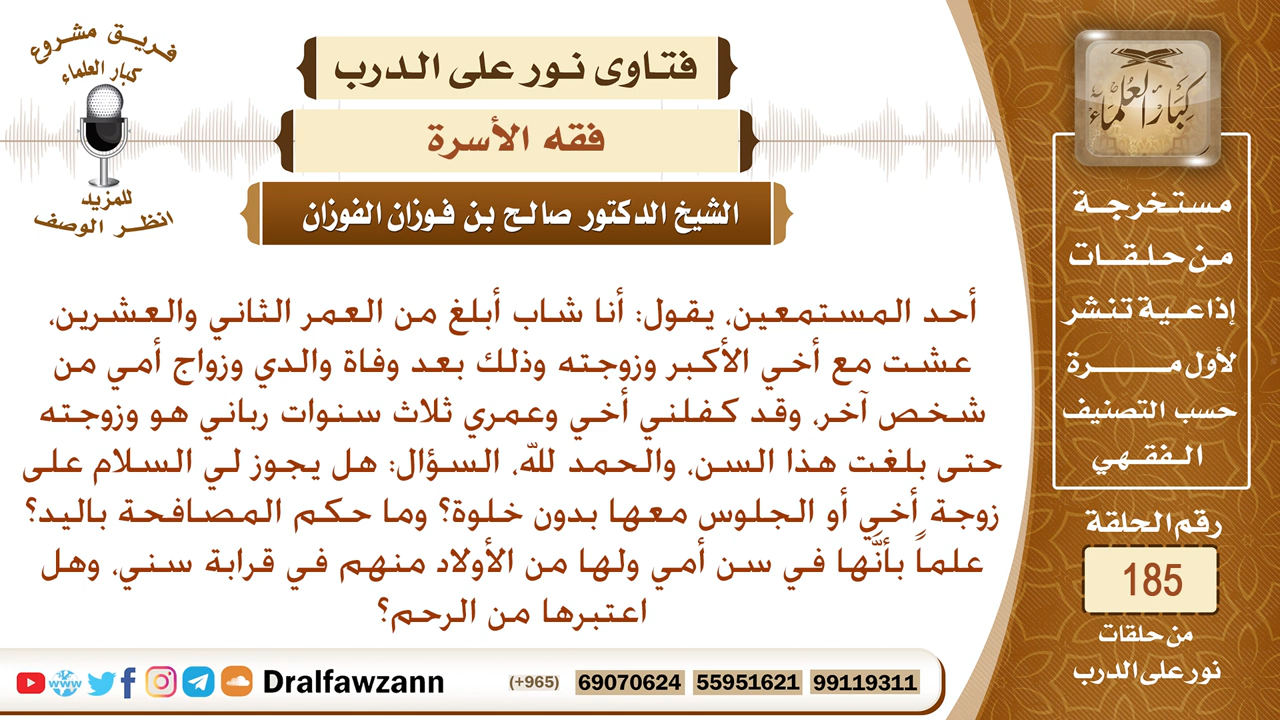 فريق مشروع
كبار العلماء
للمزيد
انظر الوصف
فتاوى نور على الدرب
فقه الأسرة
الشيخ الدكتور صالح بن فوزان الفوزان
أحد المستمعين، يقول: أنا شاب أبلغ من العمر الثاني والعشرين،
عشت مع أخي الأكبر وزوجته وذلك بعد وفاة والدي وزواج أمي من
شخص آخر، وقد كفلني أخي وعمري ثلاث سنوات رباني هو وزوجته
حتى بلغت هذا السن، والحمد لله، السؤال: هل يجوز لي السلام على
زوجة أخي أو الجلوس معها بدون خلوة؟ وما حكم المصافحة باليد؟
علماً بأنَّها في سن أمي ولها من الأولاد منهم في قرابة سني، وهل
اعتبرها من الرحم؟
كبار العلماء
مستخرجة
من حلقات
إذاعية تنشر
لأول مرة
حسب التصنيف
الفقهي
رقم الحلقة
185
من حلقات
نور على الدرب
www
Dralfawzann
(+965) 69070624 55951621 99119311